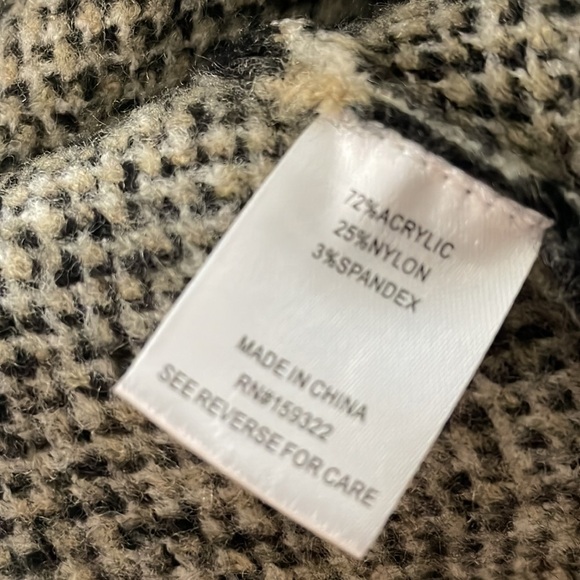 72%ACRYLIC
25%NYLON
3%SPANDEX
MADE IN CHINA
RN#159322
SEE REVERSE FOR CARE